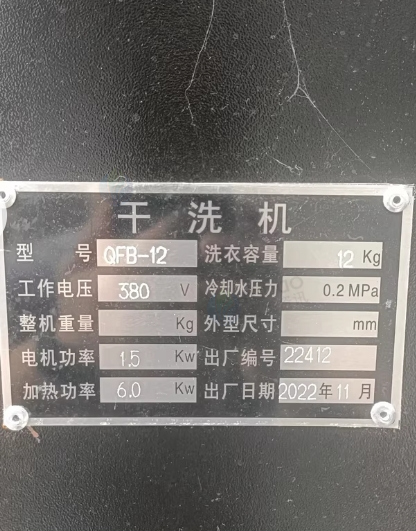 干洗机
型号 QFB-12 洗衣容量 12 Kg
工作电压 380 V 冷却水压力 0.2 MPa
整机重量 Kg 外型尺寸 mm
电机功率 1.5 Kw 出厂编号 22412
加热功率 6.0 Kw 出厂日期 2022年11月